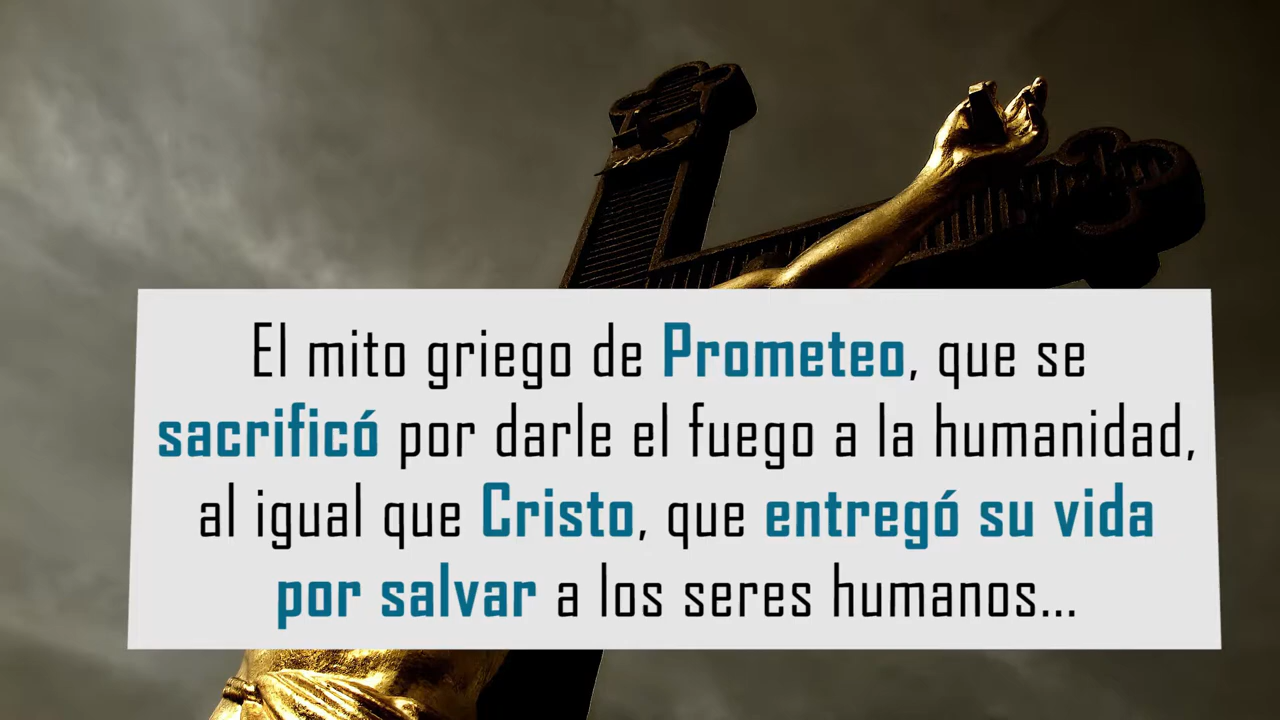 El mito griego de Prometeo, que se
sacrificó por darle el fuego a la humanidad,
al igual que Cristo, que entregó su vida
por salvar a los seres humanos...